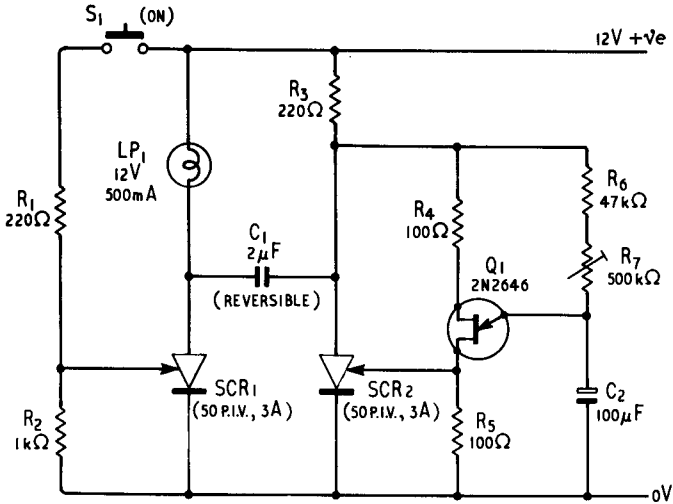 S1 (ON)
12V +ve
R3
220Ω
LP1
12V
500mA
R1
220Ω
R4
100Ω
R6
47kΩ
C1
2μF
(REVERSIBLE)
Q1
2N2646
R7
500kΩ
SCR1
(50 P.I.V., 3A)
SCR2
(50 P.I.V., 3A)
R2
1kΩ
R5
100Ω
C2
100μF
0V